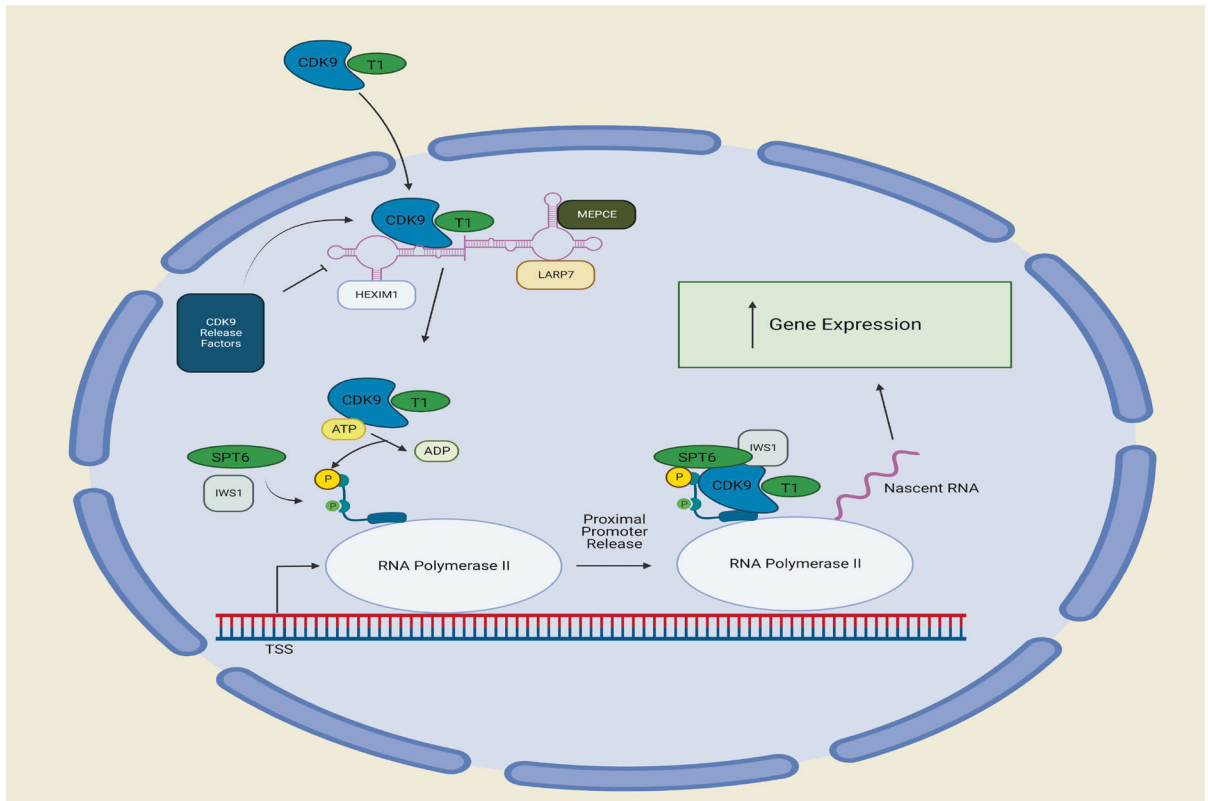 CDK9
T1
CDK9
T1
MEPCE
LARP7
HEXIM1
CDK9
Release
Factors
Gene Expression
CDK9
T1
ATP
ADP
SPT6
IWS1
P
P
RNA Polymerase II
TSS
Proximal
Promoter
Release
SPT6
IWS1
P
CDK9
T1
P
Nascent RNA
RNA Polymerase II